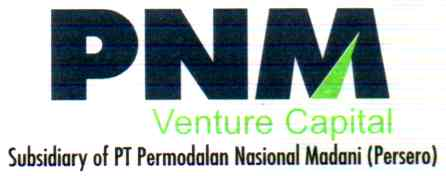 PNM
Venture Capital
Subsidiary of PT Permodalan Nasional Madani (Persero)